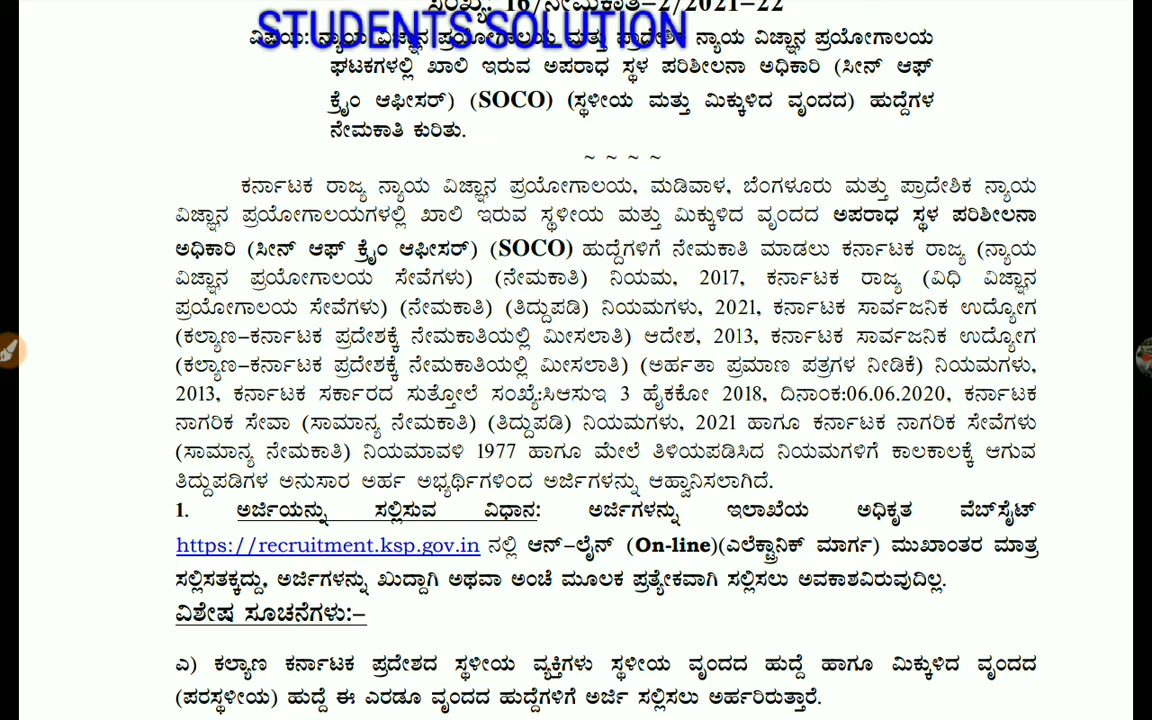 ಸಂಖ್ಯೆ: 16/ನೇಮಕಾತಿ-2/2021-22
STUDENTS SOLUTION
ವಿಷಯ: ನ್ಯಾಯ ವಿಜ್ಞಾನ ಪ್ರಯೋಗಾಲಯ ಮತ್ತು ಪ್ರಾದೇಶಿಕ ನ್ಯಾಯ ವಿಜ್ಞಾನ ಪ್ರಯೋಗಾಲಯ
ಘಟಕಗಳಲ್ಲಿ ಖಾಲಿ ಇರುವ ಅಪರಾಧ ಸ್ಥಳ ಪರಿಶೀಲನಾ ಅಧಿಕಾರಿ (ಸೀನ್ ಆಫ್
ಕ್ರೈಂ ಆಫೀಸರ್) (SOCO) (ಸ್ಥಳೀಯ ಮತ್ತು ಮಿಕ್ಕುಳಿದ ವೃಂದದ) ಹುದ್ದೆಗಳ
ನೇಮಕಾತಿ ಕುರಿತು.
~ ~ ~ ~
ಕರ್ನಾಟಕ ರಾಜ್ಯ ನ್ಯಾಯ ವಿಜ್ಞಾನ ಪ್ರಯೋಗಾಲಯ, ಮಡಿವಾಳ, ಬೆಂಗಳೂರು ಮತ್ತು ಪ್ರಾದೇಶಿಕ ನ್ಯಾಯ
ವಿಜ್ಞಾನ ಪ್ರಯೋಗಾಲಯಗಳಲ್ಲಿ ಖಾಲಿ ಇರುವ ಸ್ಥಳೀಯ ಮತ್ತು ಮಿಕ್ಕುಳಿದ ವೃಂದದ ಅಪರಾಧ ಸ್ಥಳ ಪರಿಶೀಲನಾ
ಅಧಿಕಾರಿ (ಸೀನ್ ಆಫ್ ಕ್ರೈಂ ಆಫೀಸರ್) (SOCO) ಹುದ್ದೆಗಳಿಗೆ ನೇಮಕಾತಿ ಮಾಡಲು ಕರ್ನಾಟಕ ರಾಜ್ಯ (ನ್ಯಾಯ
ವಿಜ್ಞಾನ ಪ್ರಯೋಗಾಲಯ ಸೇವೆಗಳು) (ನೇಮಕಾತಿ) ನಿಯಮ, 2017, ಕರ್ನಾಟಕ ರಾಜ್ಯ (ವಿಧಿ ವಿಜ್ಞಾನ
ಪ್ರಯೋಗಾಲಯ ಸೇವೆಗಳು) (ನೇಮಕಾತಿ) (ತಿದ್ದುಪಡಿ) ನಿಯಮಗಳು, 2021, ಕರ್ನಾಟಕ ಸಾರ್ವಜನಿಕ ಉದ್ಯೋಗ
(ಕಲ್ಯಾಣ-ಕರ್ನಾಟಕ ಪ್ರದೇಶಕ್ಕೆ ನೇಮಕಾತಿಯಲ್ಲಿ ಮೀಸಲಾತಿ) ಆದೇಶ, 2013, ಕರ್ನಾಟಕ ಸಾರ್ವಜನಿಕ ಉದ್ಯೋಗ
(ಕಲ್ಯಾಣ-ಕರ್ನಾಟಕ ಪ್ರದೇಶಕ್ಕೆ ನೇಮಕಾತಿಯಲ್ಲಿ ಮೀಸಲಾತಿ) (ಅರ್ಹತಾ ಪ್ರಮಾಣ ಪತ್ರಗಳ ನೀಡಿಕೆ) ನಿಯಮಗಳು,
2013, ಕರ್ನಾಟಕ ಸರ್ಕಾರದ ಸುತ್ತೋಲೆ ಸಂಖ್ಯೆ:ಸಿಆಸುಇ 3 ಹೈಕಕೋ 2018, ದಿನಾಂಕ:06.06.2020, ಕರ್ನಾಟಕ
ನಾಗರಿಕ ಸೇವಾ (ಸಾಮಾನ್ಯ ನೇಮಕಾತಿ) (ತಿದ್ದುಪಡಿ) ನಿಯಮಗಳು, 2021 ಹಾಗೂ ಕರ್ನಾಟಕ ನಾಗರಿಕ ಸೇವೆಗಳು
(ಸಾಮಾನ್ಯ ನೇಮಕಾತಿ) ನಿಯಮಾವಳಿ 1977 ಹಾಗೂ ಮೇಲೆ ತಿಳಿಯಪಡಿಸಿದ ನಿಯಮಗಳಿಗೆ ಕಾಲಕಾಲಕ್ಕೆ ಆಗುವ
ತಿದ್ದುಪಡಿಗಳ ಅನುಸಾರ ಅರ್ಹ ಅಭ್ಯರ್ಥಿಗಳಿಂದ ಅರ್ಜಿಗಳನ್ನು ಆಹ್ವಾನಿಸಲಾಗಿದೆ.
1. ಅರ್ಜಿಯನ್ನು ಸಲ್ಲಿಸುವ ವಿಧಾನ: ಅರ್ಜಿಗಳನ್ನು ಇಲಾಖೆಯ ಅಧಿಕೃತ ವೆಬ್‌ಸೈಟ್
https://recruitment.ksp.gov.in ನಲ್ಲಿ ಆನ್-ಲೈನ್ (On-line)(ಎಲೆಕ್ಟ್ರಾನಿಕ್ ಮಾರ್ಗ) ಮುಖಾಂತರ ಮಾತ್ರ
ಸಲ್ಲಿಸತಕ್ಕದ್ದು, ಅರ್ಜಿಗಳನ್ನು ಖುದ್ದಾಗಿ ಅಥವಾ ಅಂಚೆ ಮೂಲಕ ಪ್ರತ್ಯೇಕವಾಗಿ ಸಲ್ಲಿಸಲು ಅವಕಾಶವಿರುವುದಿಲ್ಲ.
ವಿಶೇಷ ಸೂಚನೆಗಳು:-
ಎ) ಕಲ್ಯಾಣ ಕರ್ನಾಟಕ ಪ್ರದೇಶದ ಸ್ಥಳೀಯ ವ್ಯಕ್ತಿಗಳು ಸ್ಥಳೀಯ ವೃಂದದ ಹುದ್ದೆ ಹಾಗೂ ಮಿಕ್ಕುಳಿದ ವೃಂದದ
(ಪರಸ್ಥಳೀಯ) ಹುದ್ದೆ ಈ ಎರಡೂ ವೃಂದದ ಹುದ್ದೆಗಳಿಗೆ ಅರ್ಜಿ ಸಲ್ಲಿಸಲು ಅರ್ಹರಿರುತ್ತಾರೆ.